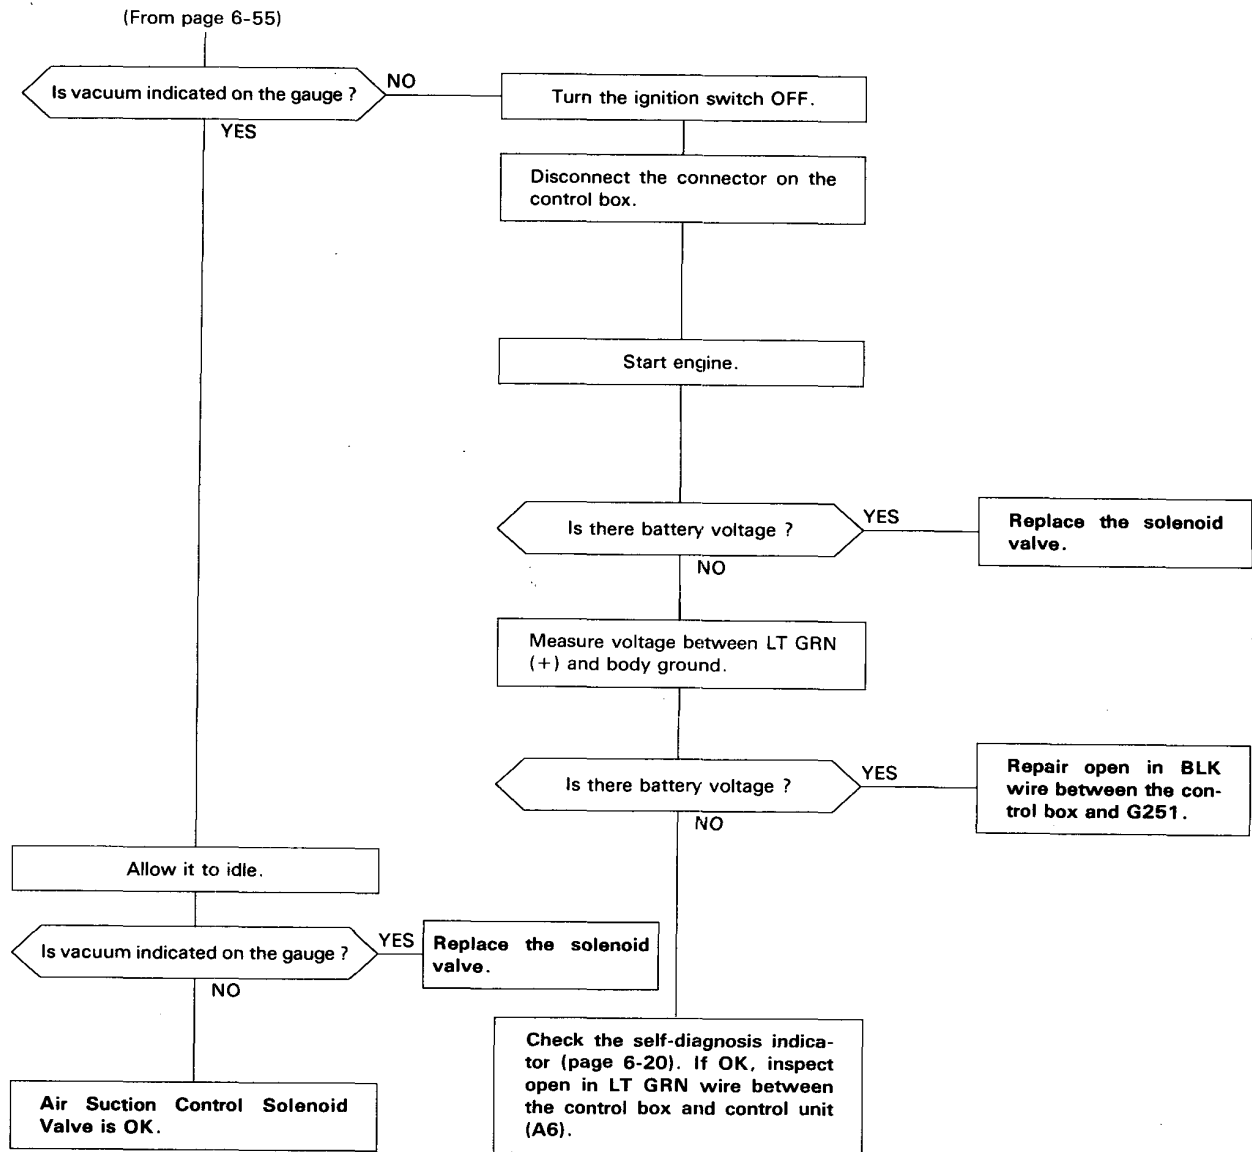 (From page 6-55)
Is vacuum indicated on the gauge ?
NO
YES
Turn the ignition switch OFF.
Disconnect the connector on the
control box.
Start engine.
Is there battery voltage ?
YES
NO
Replace the solenoid
valve.
Measure voltage between LT GRN
(+) and body ground.
Is there battery voltage ?
YES
NO
Repair open in BLK
wire between the con-
trol box and G251.
Allow it to idle.
Is vacuum indicated on the gauge ?
YES
NO
Replace the solenoid
valve.
Air Suction Control Solenoid
Valve is OK.
Check the self-diagnosis indica-
tor (page 6-20). If OK, inspect
open in LT GRN wire between
the control box and control unit
(A6).